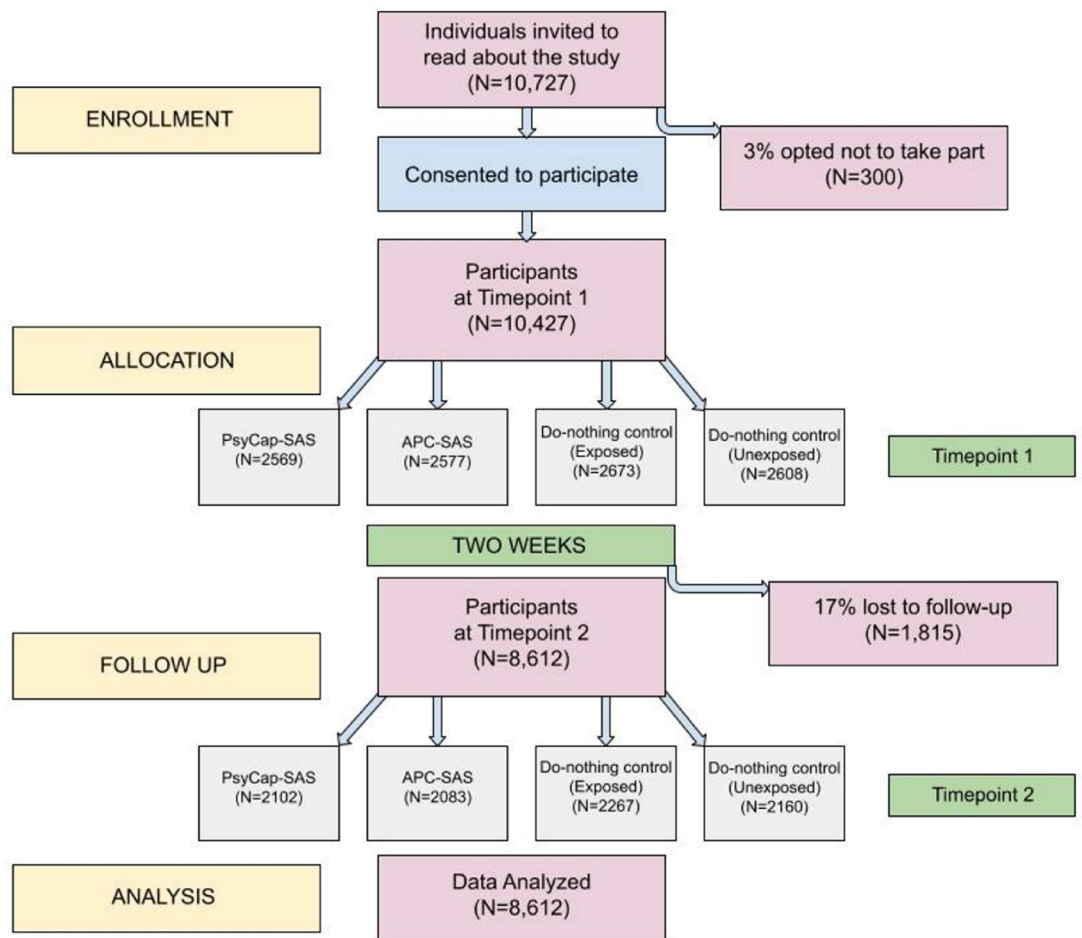 Individuals invited to
read about the study
(N=10,727)
ENROLLMENT
3% opted not to take part
(N=300)
Consented to participate
Participants
at Timepoint 1
(N=10,427)
ALLOCATION
PsyCap-SAS
(N=2569)
APC-SAS
(N=2577)
Do-nothing control
(Exposed)
(N=2673)
Do-nothing control
(Unexposed)
(N=2608)
Timepoint 1
TWO WEEKS
17% lost to follow-up
(N=1,815)
Participants
at Timepoint 2
(N=8,612)
FOLLOW UP
PsyCap-SAS
(N=2102)
APC-SAS
(N=2083)
Do-nothing control
(Exposed)
(N=2267)
Do-nothing control
(Unexposed)
(N=2160)
Timepoint 2
ANALYSIS
Data Analyzed
(N=8,612)